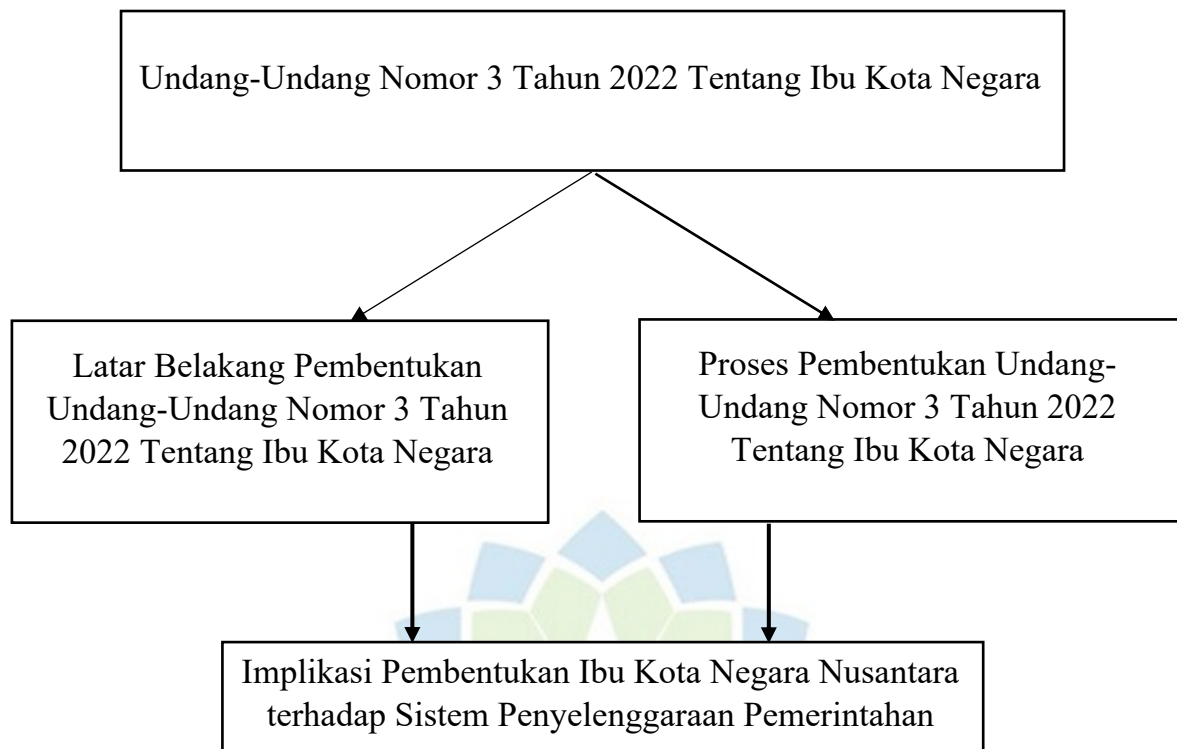 Undang-Undang Nomor 3 Tahun 2022 Tentang Ibu Kota Negara
Latar Belakang Pembentukan
Undang-Undang Nomor 3 Tahun
2022 Tentang Ibu Kota Negara
Proses Pembentukan Undang-
Undang Nomor 3 Tahun 2022
Tentang Ibu Kota Negara
Implikasi Pembentukan Ibu Kota Negara Nusantara
terhadap Sistem Penyelenggaraan Pemerintahan